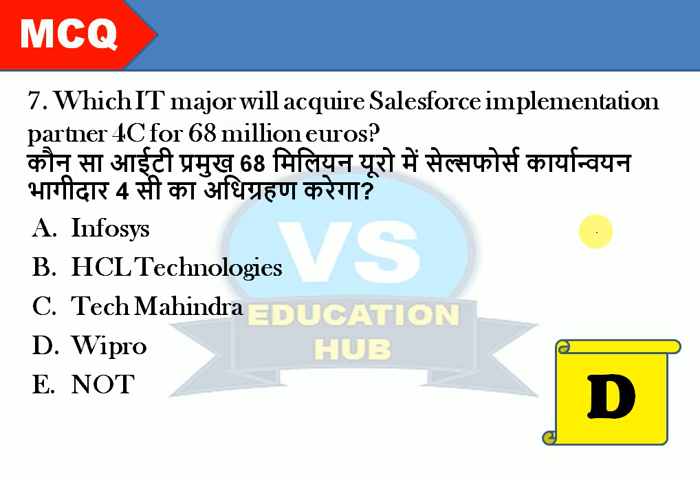 MCQ
7. Which IT major will acquire Salesforce implementation
partner 4C for 68 million euros?
कौन सा आईटी प्रमुख 68 मिलियन यूरो में सेल्सफोर्स कार्यान्वयन
भागीदार 4 सी का अधिग्रहण करेगा?
A. Infosys
B. HCL Technologies
C. Tech Mahindra
D. Wipro
E. NOT
VS
EDUCATION
HUB
D